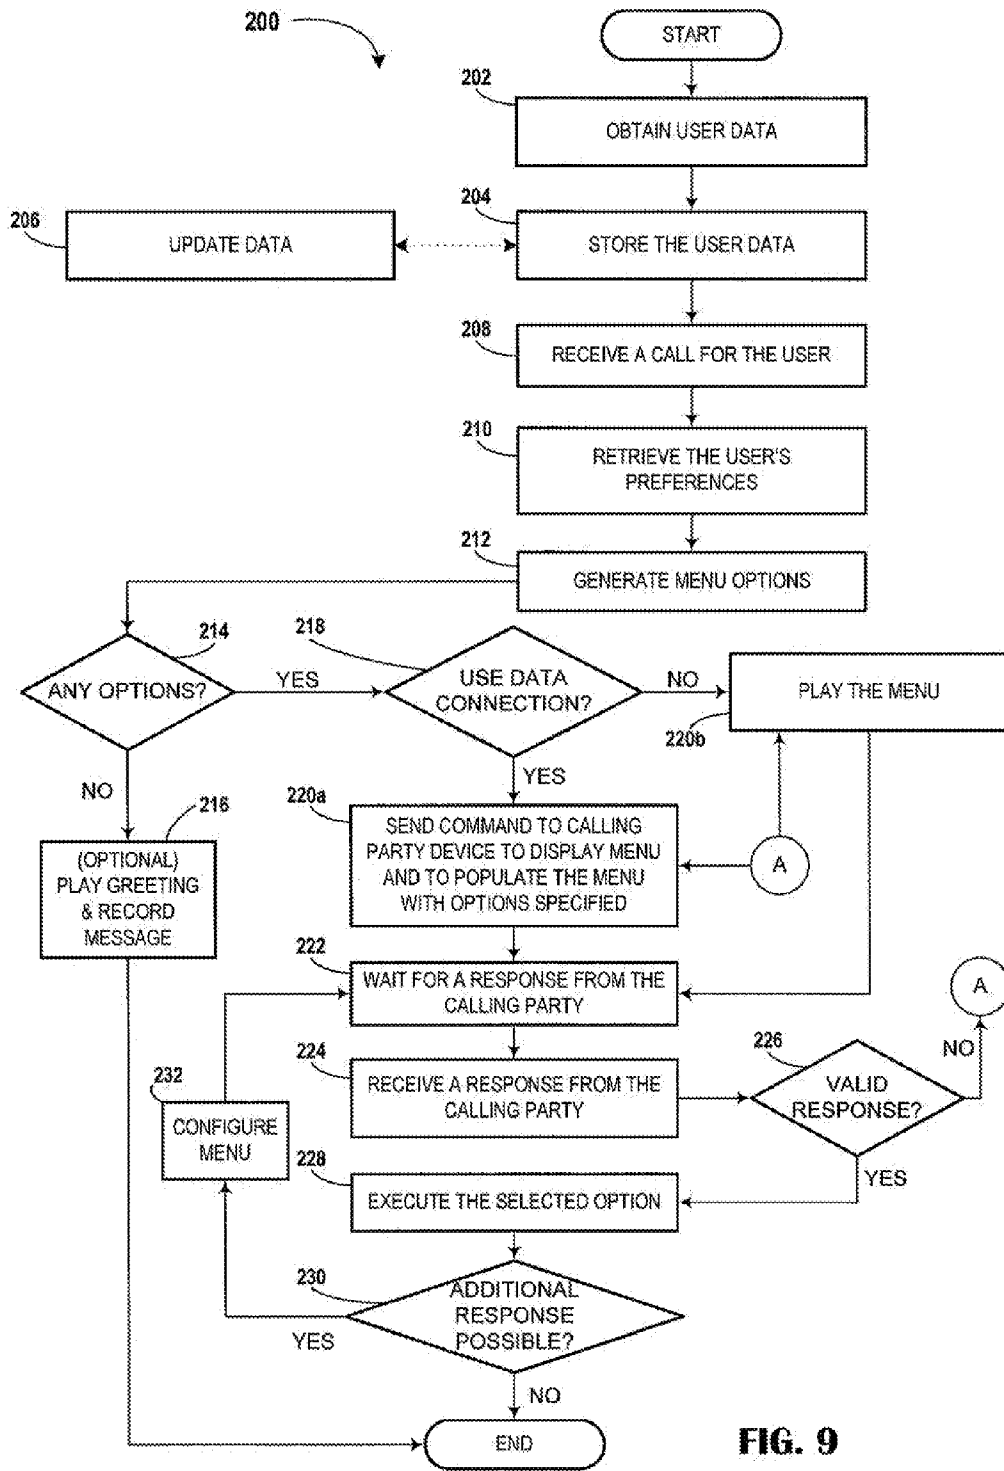 200
START
202
OBTAIN USER DATA
204
STORE THE USER DATA
206
UPDATE DATA
208
RECEIVE A CALL FOR THE USER
210
RETRIEVE THE USER'S
PREFERENCES
212
GENERATE MENU OPTIONS
214
ANY OPTIONS?
YES
218
USE DATA
CONNECTION?
NO
PLAY THE MENU
220b
NO
YES
216
(OPTIONAL)
PLAY GREETING
& RECORD
MESSAGE
220a
SEND COMMAND TO CALLING
PARTY DEVICE TO DISPLAY MENU
AND TO POPULATE THE MENU
WITH OPTIONS SPECIFIED
A
222
WAIT FOR A RESPONSE FROM THE
CALLING PARTY
A
224
RECEIVE A RESPONSE FROM THE
CALLING PARTY
226
VALID
RESPONSE?
NO
YES
232
CONFIGURE
MENU
228
EXECUTE THE SELECTED OPTION
230
ADDITIONAL
RESPONSE
POSSIBLE?
YES
NO
END
FIG. 9